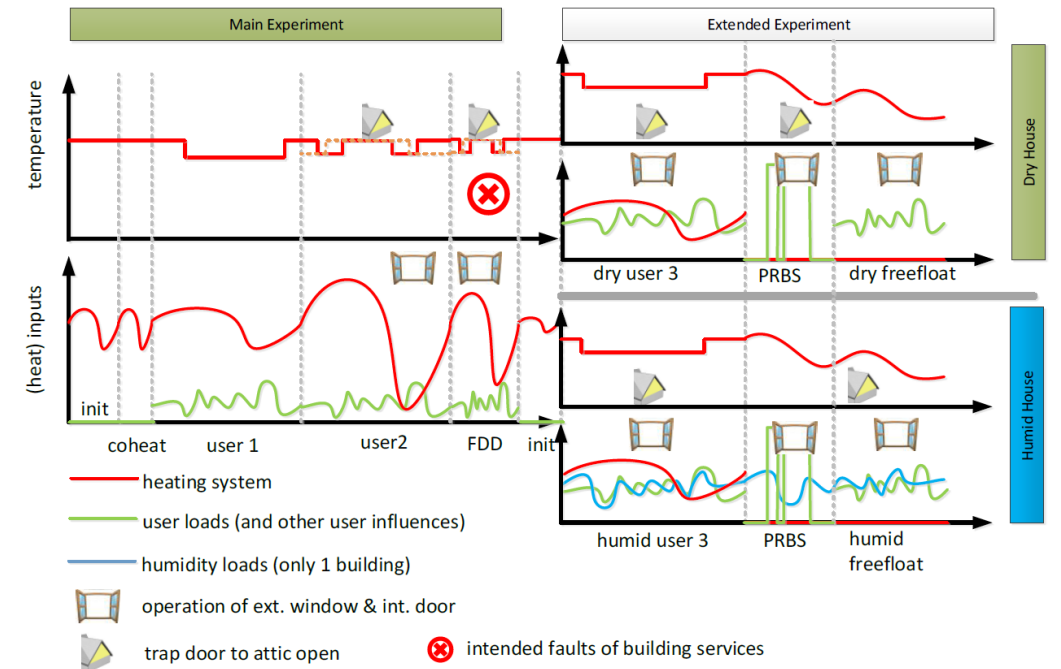 Main Experiment
Extended Experiment
temperature
Dry House
dry user 3
PRBS
dry freefloat
(heat) inputs
init
coheat
user 1
user2
FDD
init
Humid House
humid user 3
PRBS
humid
freefloat
heating system
user loads (and other user influences)
humidity loads (only 1 building)
operation of ext. window & int. door
trap door to attic open
intended faults of building services